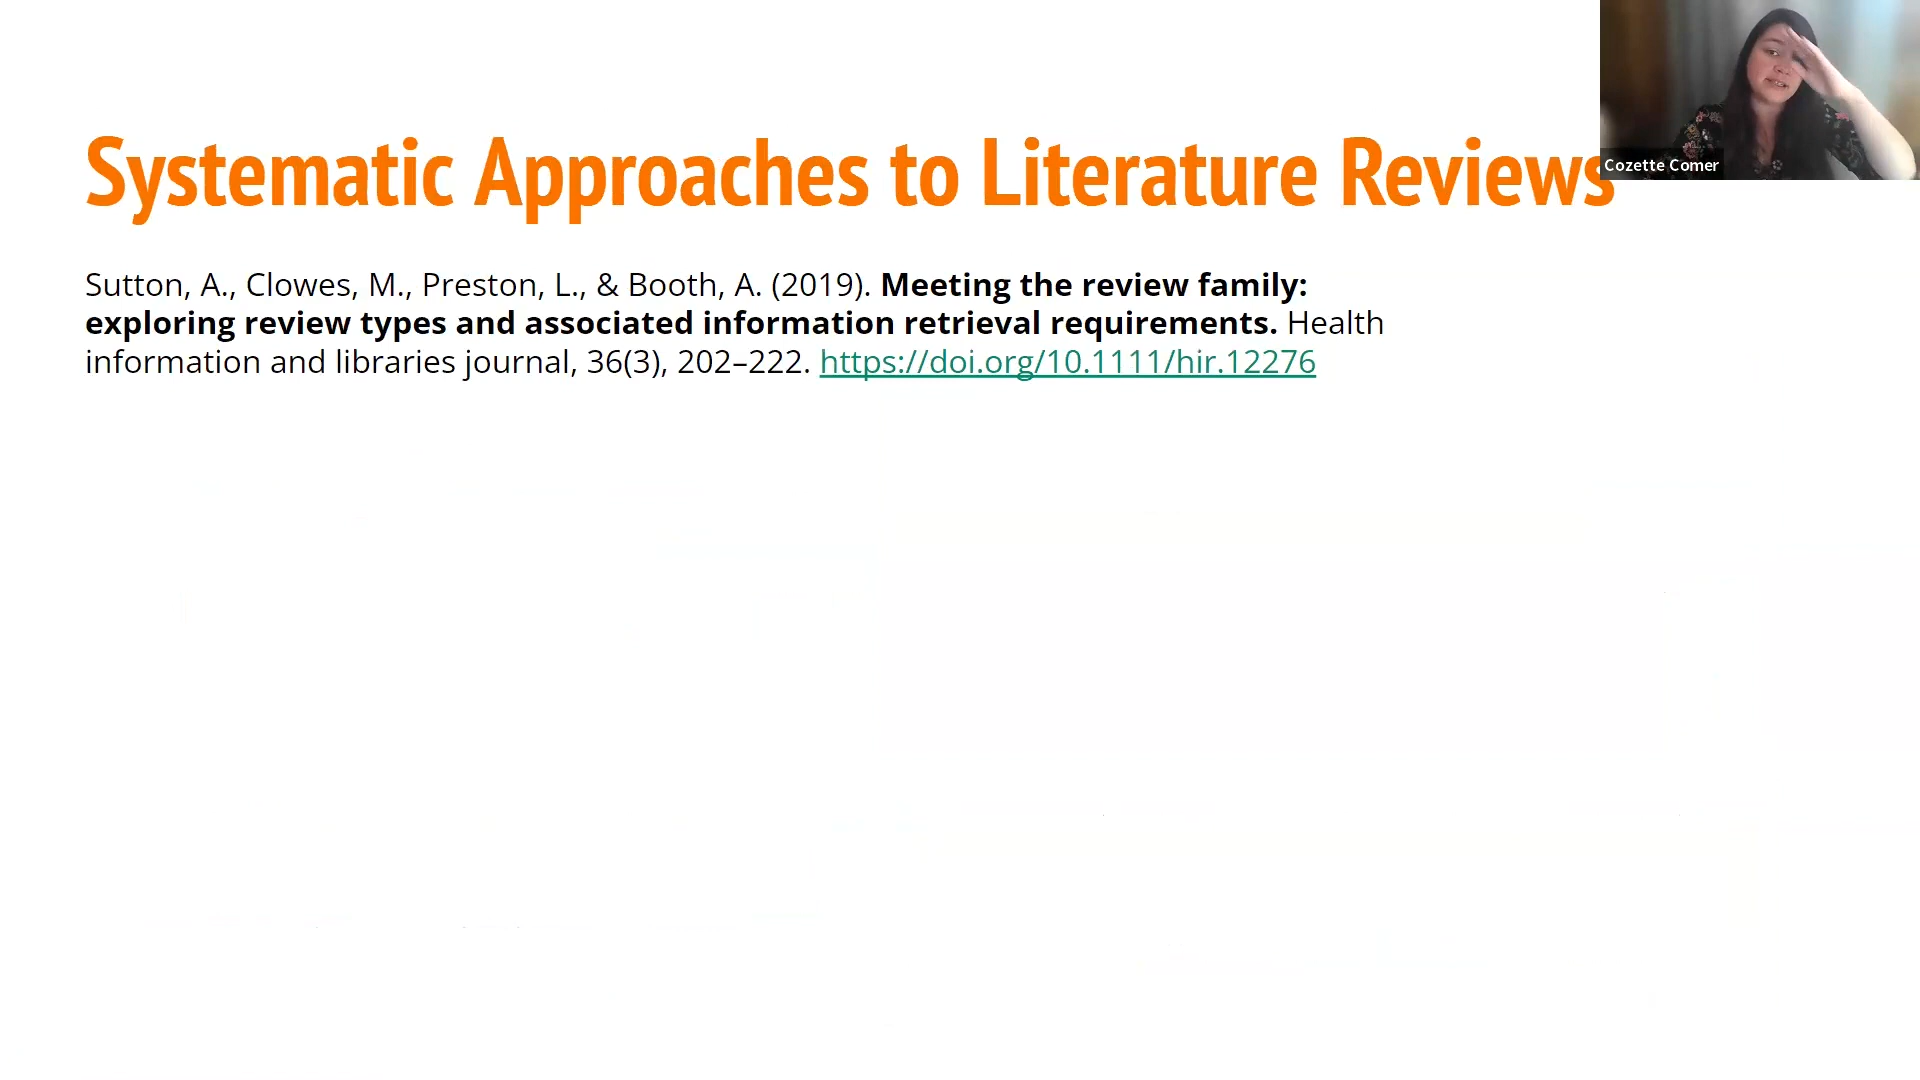 Systematic Approaches to Literature Reviews
Cozette Comer
Sutton, A., Clowes, M., Preston, L., & Booth, A. (2019). Meeting the review family:
exploring review types and associated information retrieval requirements. Health
information and libraries journal, 36(3), 202–222. https://doi.org/10.1111/hir.12276